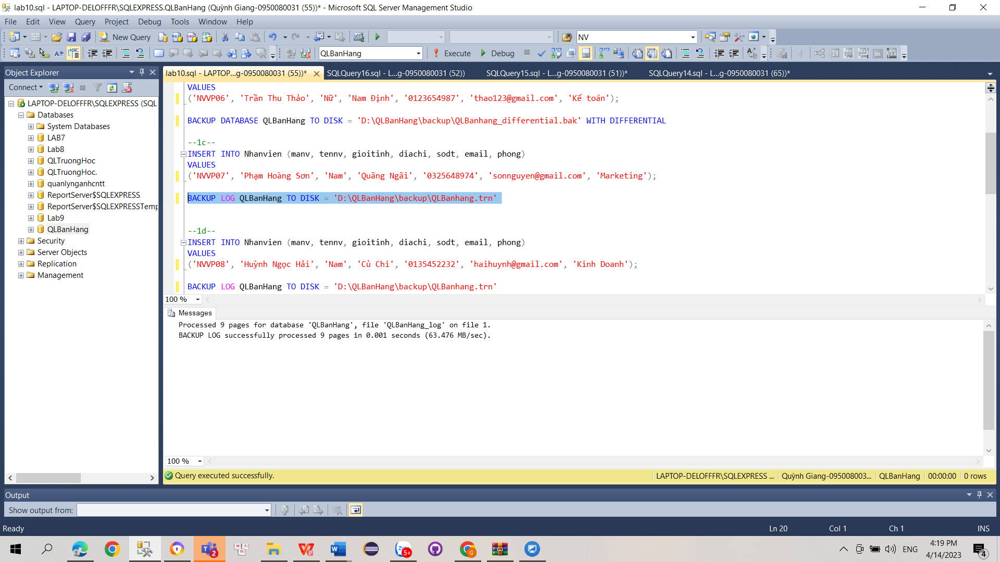 lab10.sql - LAPTOP-DELOFFFR\SQLEXPRESS.QLBanHang (Quỳnh Giang-0950080031 (55))* - Microsoft SQL Server Management Studio
File Edit View Query Project Debug Tools Window Help
New Query
NV
QLBanHang
Execute
Debug
Object Explorer
Connect
LAPTOP-DELOFFFR\SQLEXPRESS (SQL
Databases
System Databases
LAB7
Lab8
QLTruongHoc
QLTruongHoc.
quanlynganhcntt
ReportServer$SQLEXPRESS
ReportServer$SQLEXPRESSTemp
Lab9
QLBanHang
Security
Server Objects
Replication
Management
lab10.sql - LAPTOP...g-0950080031 (55))*
SQLQuery16.sql - L...g-0950080031 (52))
SQLQuery15.sql - L...g-0950080031 (51))*
SQLQuery14.sql - L...g-0950080031 (65))*
VALUES
('NVVP06', 'Trần Thu Thảo', 'Nữ', 'Nam Định', '0123654987', 'thao123@gmail.com', 'Kế toán');
BACKUP DATABASE QLBanHang TO DISK = 'D:\QLBanHang\backup\QLBanhang_differential.bak' WITH DIFFERENTIAL
--1c--
INSERT INTO Nhanvien (manv, tennv, gioitinh, diachi, sodt, email, phong)
VALUES
('NVVP07', 'Phạm Hoàng Sơn', 'Nam', 'Quãng Ngãi', '0325648974', 'sonnguyen@gmail.com', 'Marketing');
BACKUP LOG QLBanHang TO DISK = 'D:\QLBanHang\backup\QLBanhang.trn'
--1d--
INSERT INTO Nhanvien (manv, tennv, gioitinh, diachi, sodt, email, phong)
VALUES
('NVVP08', 'Huỳnh Ngọc Hải', 'Nam', 'Củ Chi', '0135452232', 'haihuynh@gmail.com', 'Kinh Doanh');
BACKUP LOG QLBanHang TO DISK = 'D:\QLBanHang\backup\QLBanhang.trn'
100 %
Messages
Processed 9 pages for database 'QLBanHang', file 'QLBanHang_log' on file 1.
BACKUP LOG successfully processed 9 pages in 0.001 seconds (63.476 MB/sec).
100 %
Query executed successfully.
LAPTOP-DELOFFFR\SQLEXPRESS ...
Quỳnh Giang-095008003...
QLBanHang
00:00:00
0 rows
Output
Show output from:
Ready
Ln 20
Col 1
Ch 1
INS
2
5+
G
ENG
4:19 PM
4/14/2023
4